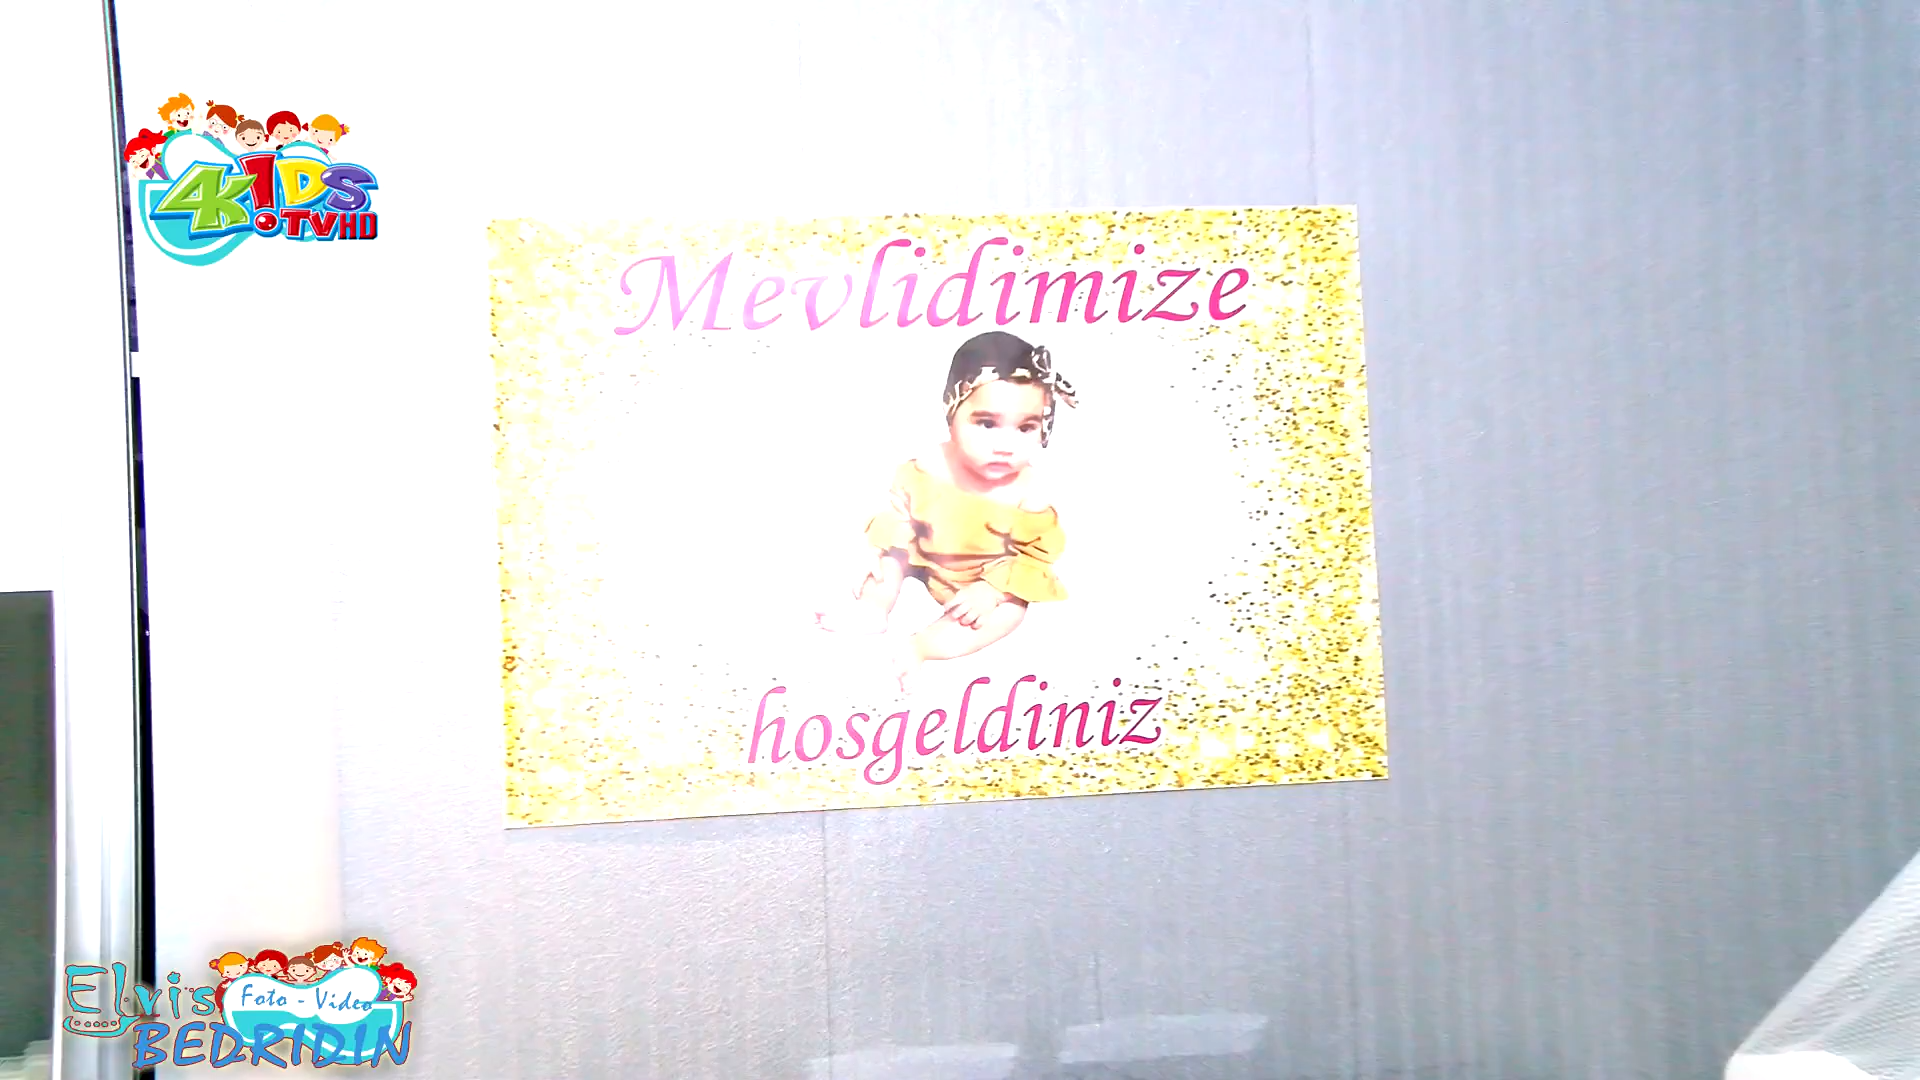 4KIDS
TVHD
Mevlidimize
hosgeldiniz
Elvis
Foto - Video
BEDRIDIN